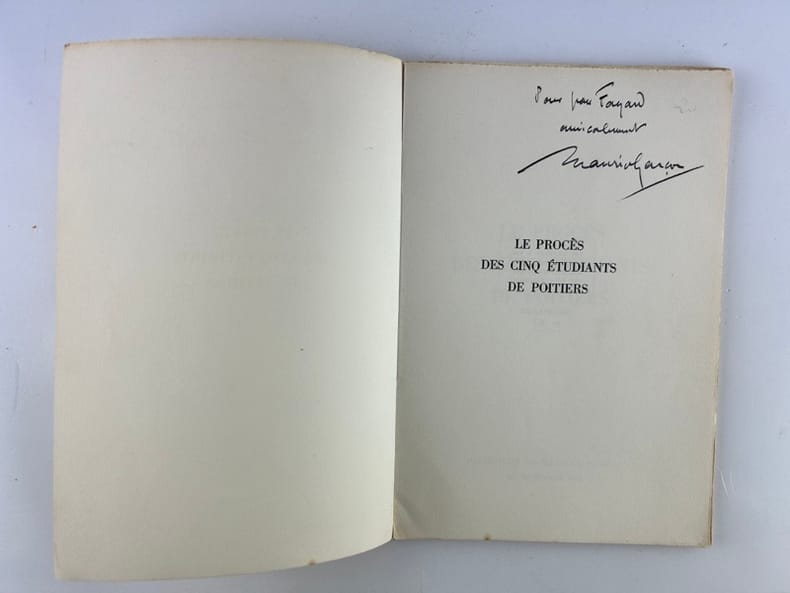 Pour Jean Fayard
amicalement
Maurice Garçon
LE PROCÈS
DES CINQ ÉTUDIANTS
DE POITIERS